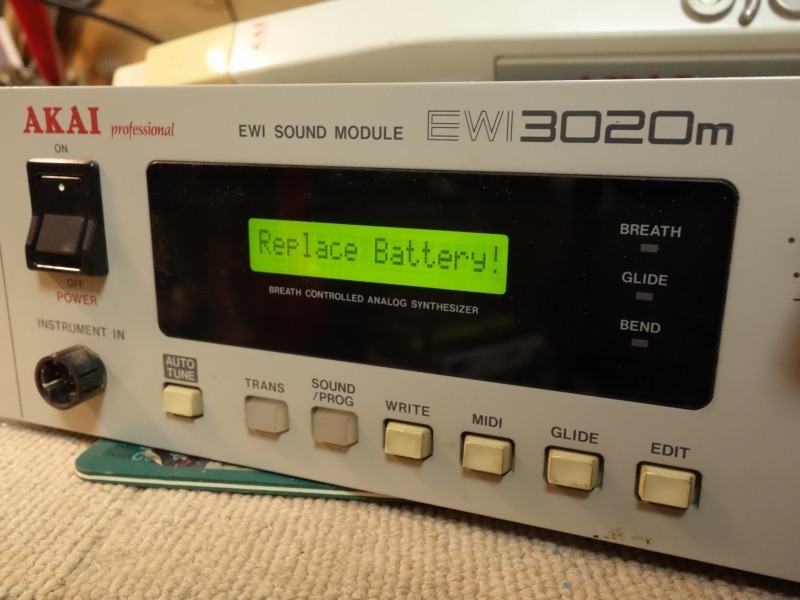 AKAI professional
EWI SOUND MODULE
EWI3020m
ON
OFF
POWER
INSTRUMENT IN
Replace Battery!
BREATH CONTROLLED ANALOG SYNTHESIZER
BREATH
GLIDE
BEND
AUTO
TUNE
TRANS
SOUND
/PROG
WRITE
MIDI
GLIDE
EDIT